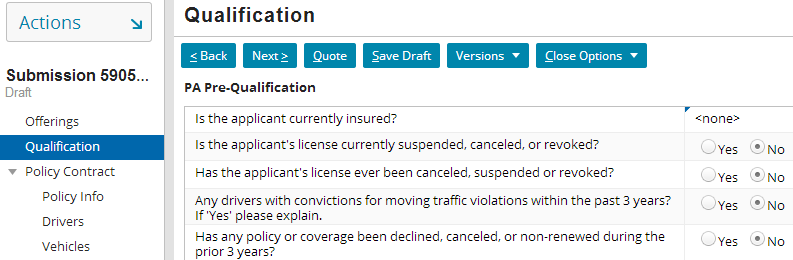 Actions
Submission 5905...
Draft
Offerings
Qualification
Policy Contract
Policy Info
Drivers
Vehicles
Qualification
< Back
Next >
Quote
Save Draft
Versions
Close Options
PA Pre-Qualification
Is the applicant currently insured?
<none>
Is the applicant's license currently suspended, canceled, or revoked?
Yes No
Has the applicant's license ever been canceled, suspended or revoked?
Yes No
Any drivers with convictions for moving traffic violations within the past 3 years?
If 'Yes' please explain.
Yes No
Has any policy or coverage been declined, canceled, or non-renewed during the
prior 3 years?
Yes No